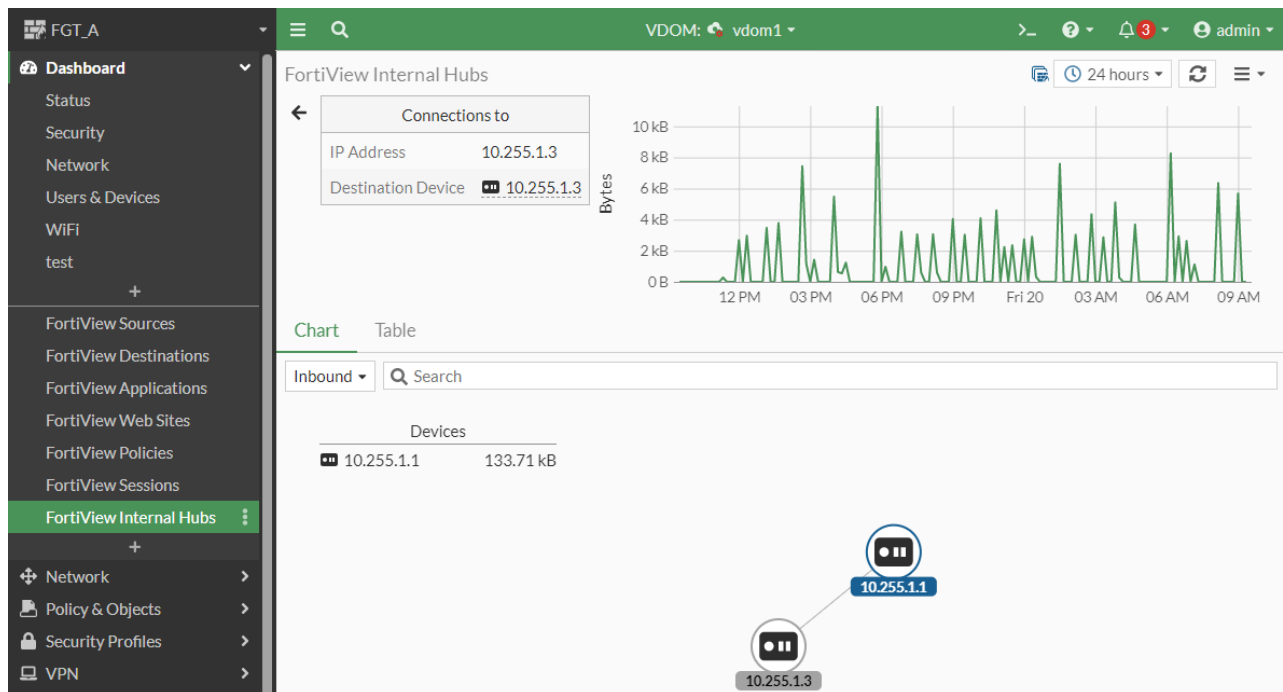 FGT_A
VDOM: vdom1
>_
3
admin
Dashboard
Status
Security
Network
Users & Devices
WiFi
test
+
FortiView Sources
FortiView Destinations
FortiView Applications
FortiView Web Sites
FortiView Policies
FortiView Sessions
FortiView Internal Hubs
+
Network
Policy & Objects
Security Profiles
VPN
FortiView Internal Hubs
24 hours
Connections to
IP Address 10.255.1.3
Destination Device 10.255.1.3
Bytes
10 kB
8 kB
6 kB
4 kB
2 kB
0 B
12 PM 03 PM 06 PM 09 PM Fri 20 03 AM 06 AM 09 AM
Chart Table
Inbound Search
Devices
10.255.1.1 133.71 kB
10.255.1.1
10.255.1.3